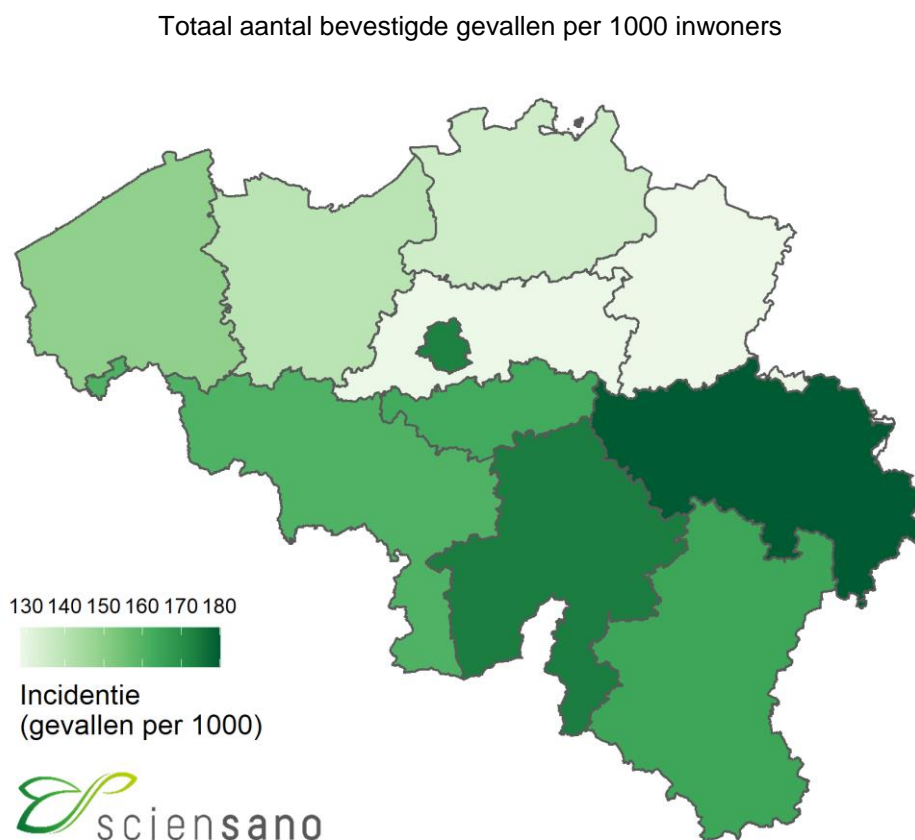 Totaal aantal bevestigde gevallen per 1000 inwoners
130 140 150 160 170 180
Incidentie
(gevallen per 1000)
sciensano